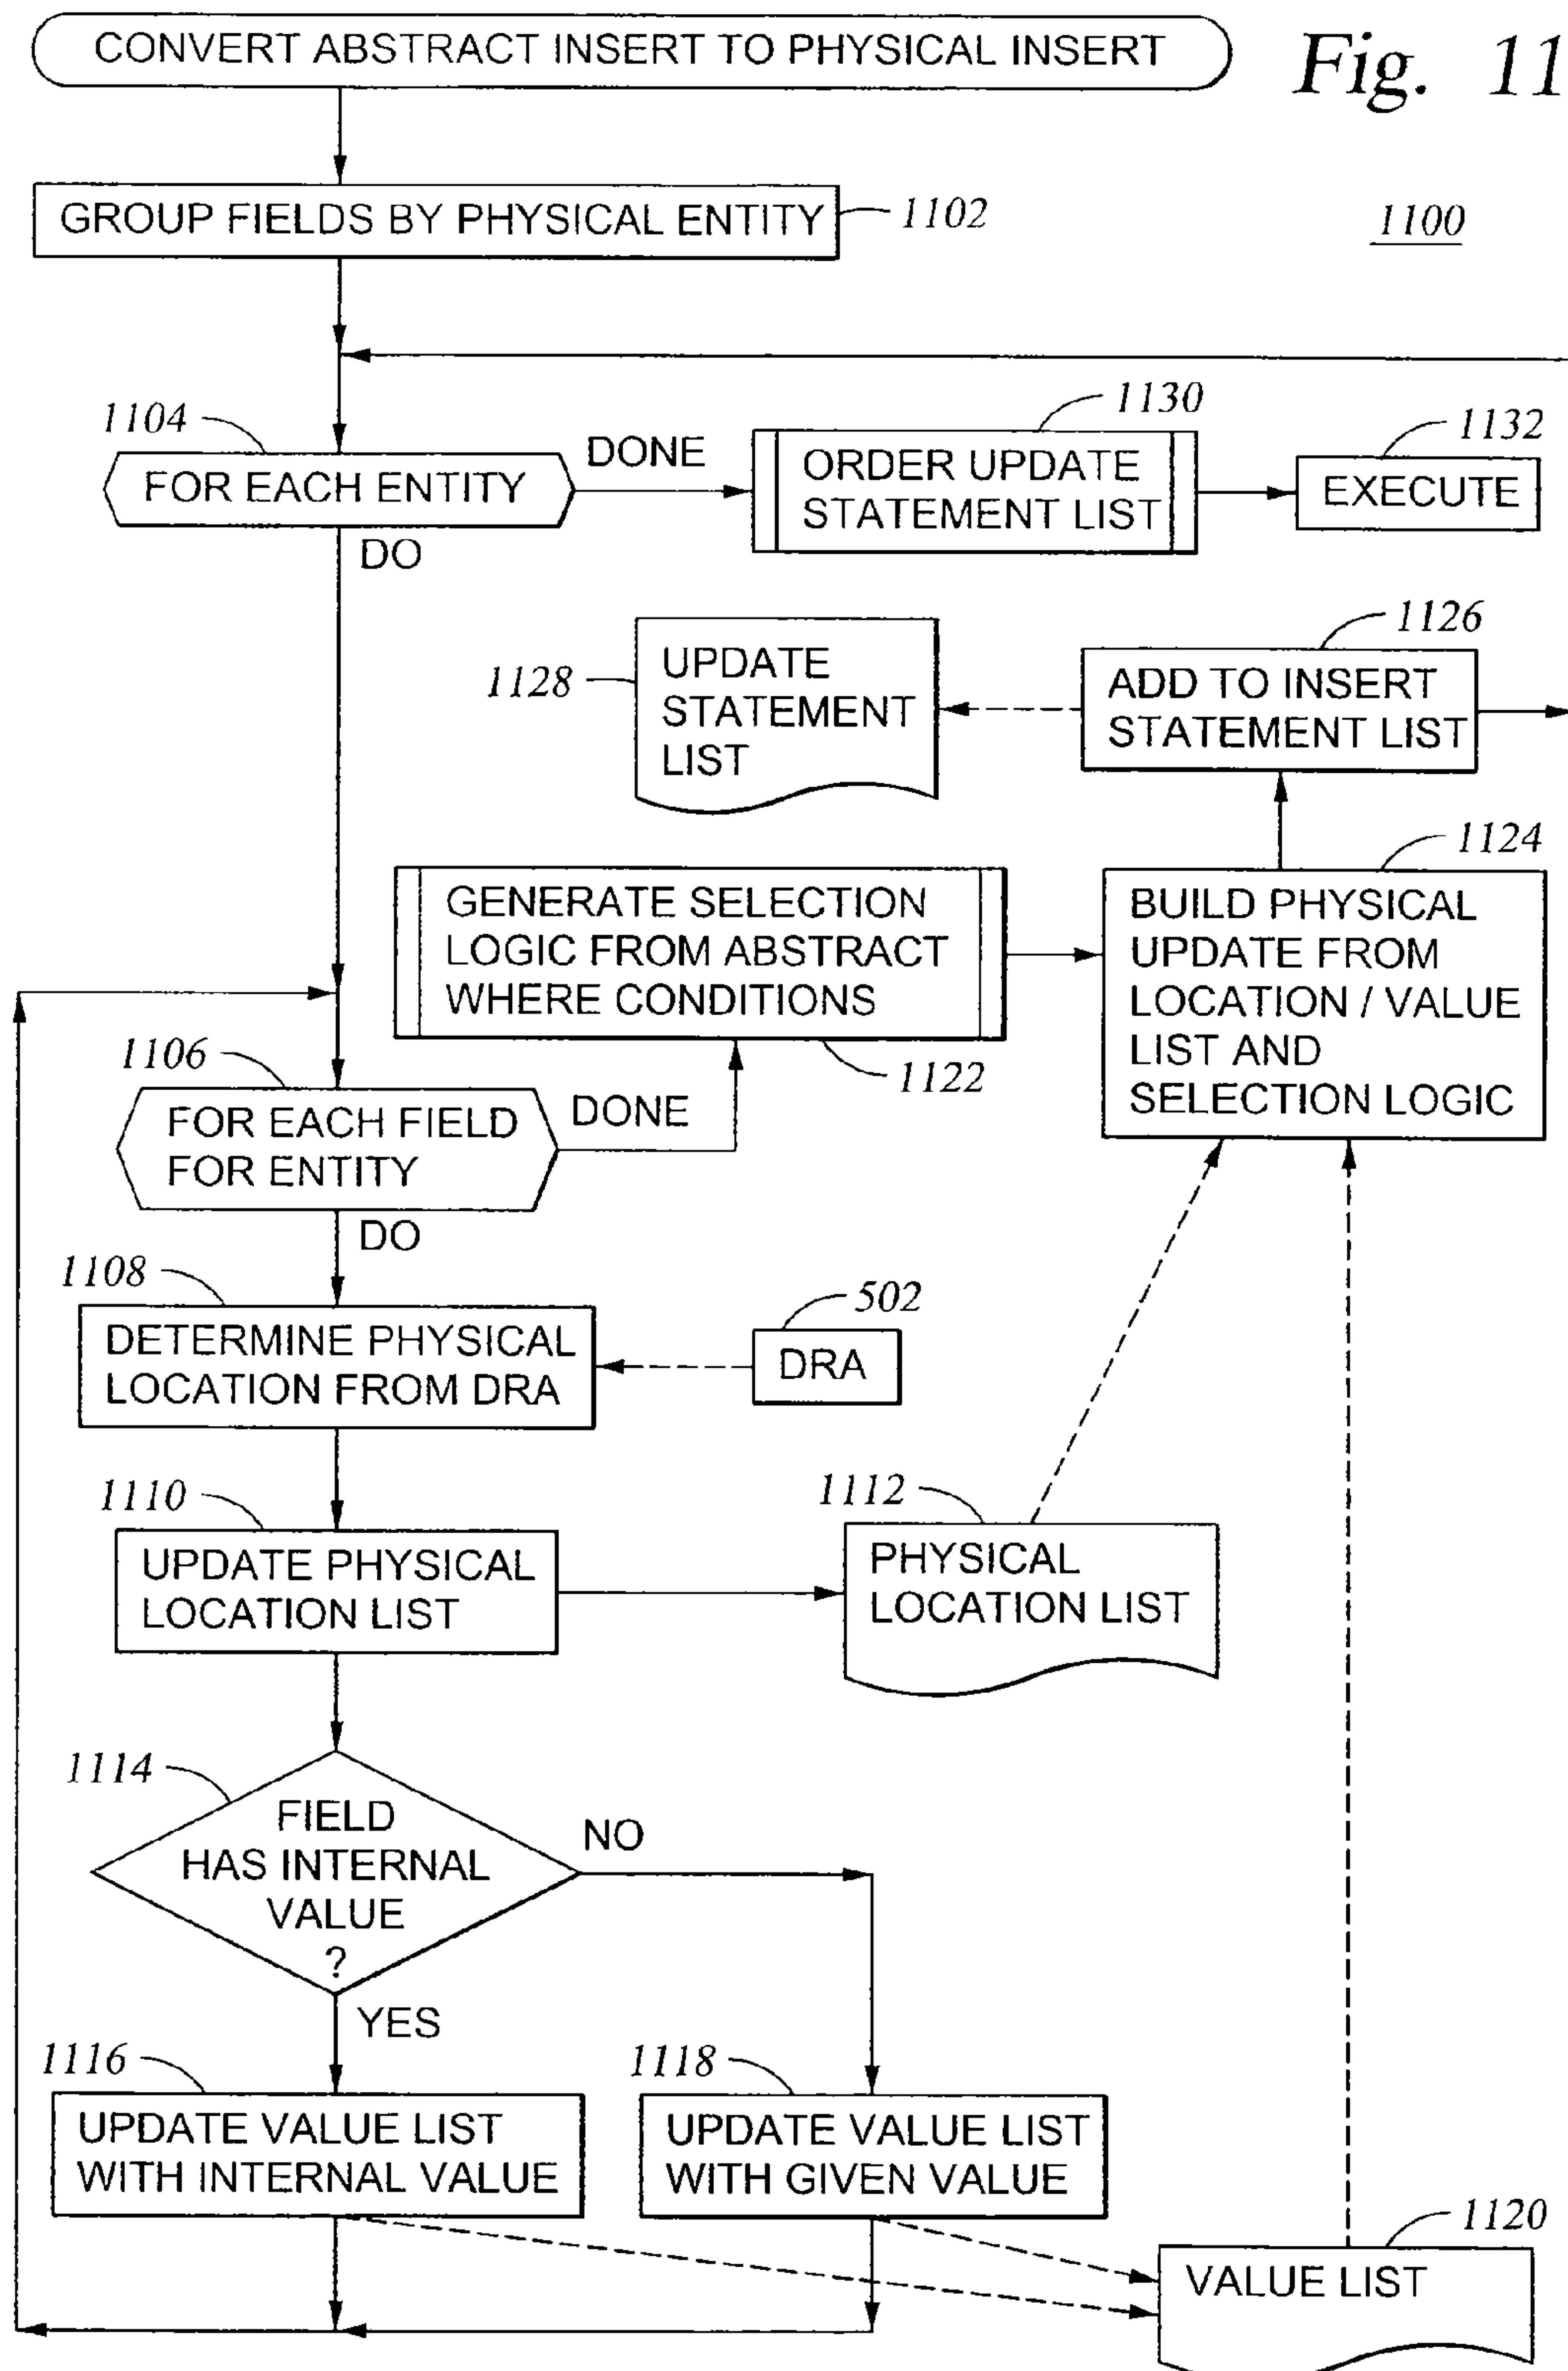 CONVERT ABSTRACT INSERT TO PHYSICAL INSERT
Fig. 11
GROUP FIELDS BY PHYSICAL ENTITY
1102
1100
1104
FOR EACH ENTITY
DONE
DO
1130
ORDER UPDATE
STATEMENT LIST
1132
EXECUTE
1128
UPDATE
STATEMENT
LIST
1126
ADD TO INSERT
STATEMENT LIST
GENERATE SELECTION
LOGIC FROM ABSTRACT
WHERE CONDITIONS
1122
1124
BUILD PHYSICAL
UPDATE FROM
LOCATION / VALUE
LIST AND
SELECTION LOGIC
1106
FOR EACH FIELD
FOR ENTITY
DONE
DO
1108
DETERMINE PHYSICAL
LOCATION FROM DRA
502
DRA
1110
UPDATE PHYSICAL
LOCATION LIST
1112
PHYSICAL
LOCATION LIST
1114
FIELD
HAS INTERNAL
VALUE
?
NO
YES
1116
UPDATE VALUE LIST
WITH INTERNAL VALUE
1118
UPDATE VALUE LIST
WITH GIVEN VALUE
1120
VALUE LIST